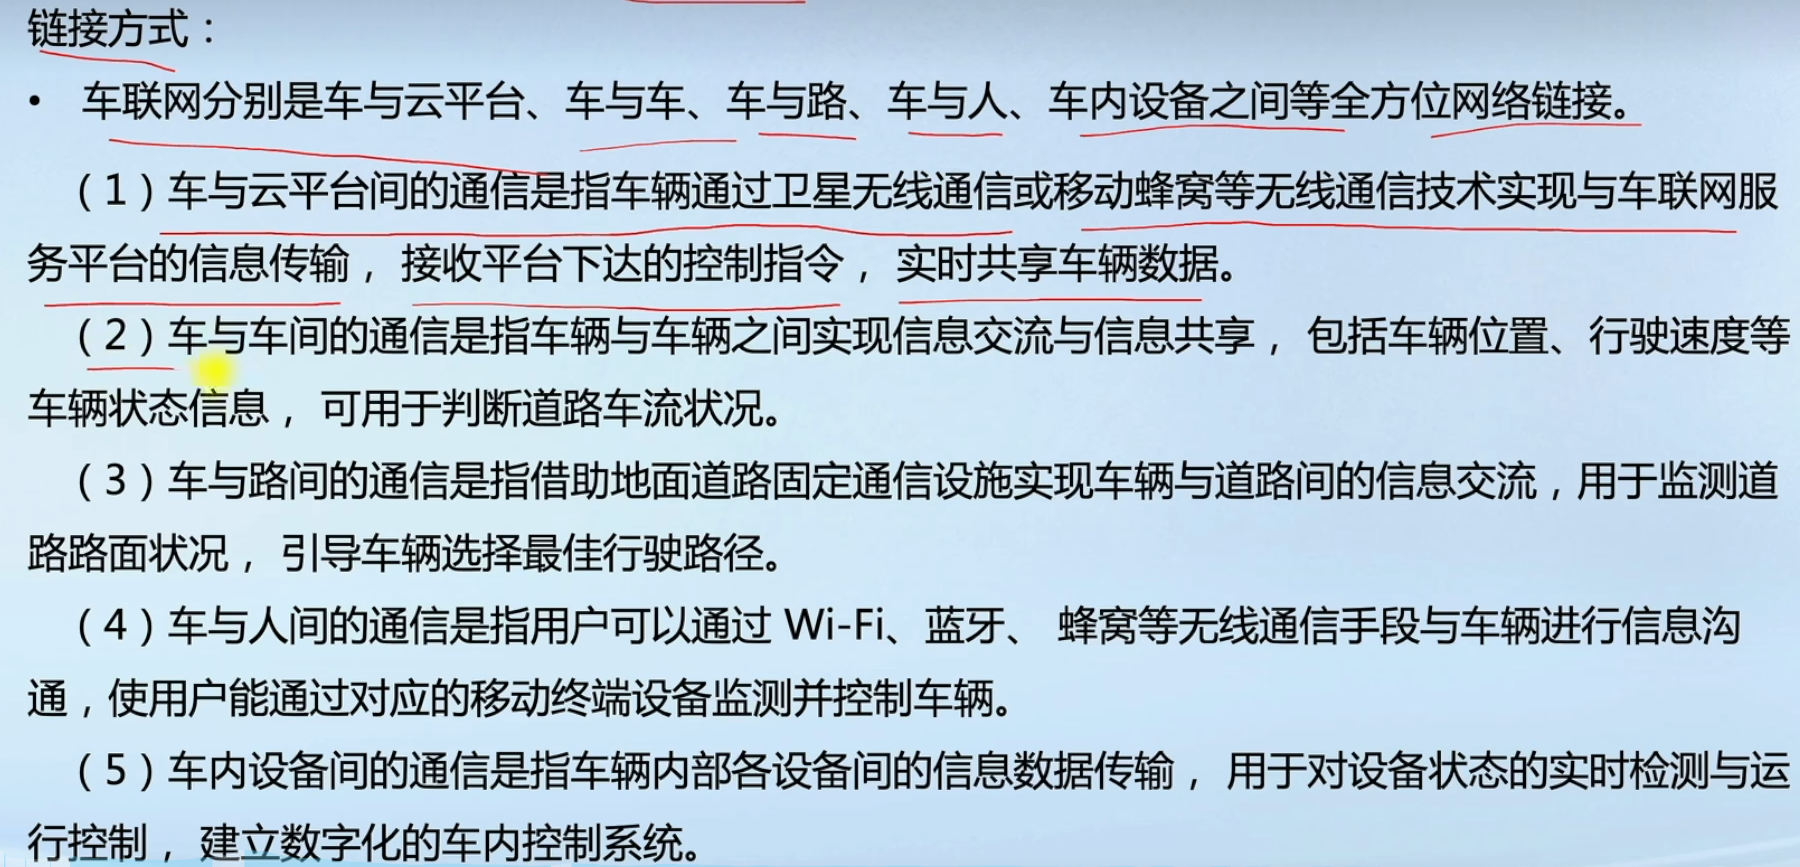 链接方式：
• 车联网分别是车与云平台、车与车、车与路、车与人、车内设备之间等全方位网络链接。
（1）车与云平台间的通信是指车辆通过卫星无线通信或移动蜂窝等无线通信技术实现与车联网服
务平台的信息传输， 接收平台下达的控制指令， 实时共享车辆数据。
（2）车与车间的通信是指车辆与车辆之间实现信息交流与信息共享， 包括车辆位置、行驶速度等
车辆状态信息， 可用于判断道路车流状况。
（3）车与路间的通信是指借助地面道路固定通信设施实现车辆与道路间的信息交流，用于监测道
路路面状况， 引导车辆选择最佳行驶路径。
（4）车与人间的通信是指用户可以通过 Wi-Fi、蓝牙、 蜂窝等无线通信手段与车辆进行信息沟
通，使用户能通过对应的移动终端设备监测并控制车辆。
（5）车内设备间的通信是指车辆内部各设备间的信息数据传输， 用于对设备状态的实时检测与运
行控制， 建立数字化的车内控制系统。